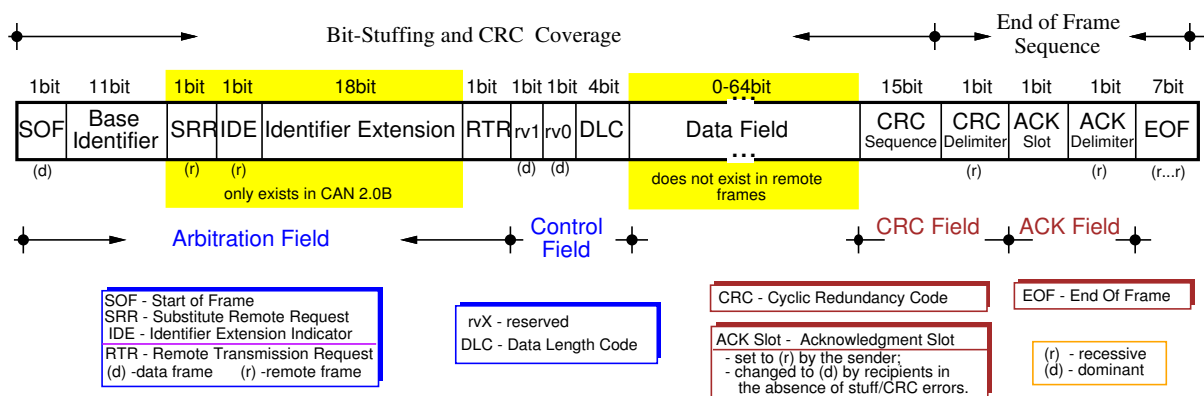 Bit-Stuffing and CRC Coverage
End of Frame
Sequence
1bit 11bit 1bit 1bit 18bit 1bit 1bit 1bit 4bit 0-64bit 15bit 1bit 1bit 1bit 7bit
SOF Base Identifier SRR IDE Identifier Extension RTR rv1 rv0 DLC Data Field ... ... CRC Sequence CRC Delimiter ACK Slot ACK Delimiter EOF
(d) (r) (r) (d) (d) (r) (r) (r...r)
only exists in CAN 2.0B
does not exist in remote
frames
Arbitration Field
Control
Field
CRC Field
ACK Field
SOF - Start of Frame
SRR - Substitute Remote Request
IDE - Identifier Extension Indicator
RTR - Remote Transmission Request
(d) -data frame (r) -remote frame
rvX - reserved
DLC - Data Length Code
CRC - Cyclic Redundancy Code
ACK Slot - Acknowledgment Slot
- set to (r) by the sender;
- changed to (d) by recipients in
the absence of stuff/CRC errors.
EOF - End Of Frame
(r) - recessive
(d) - dominant